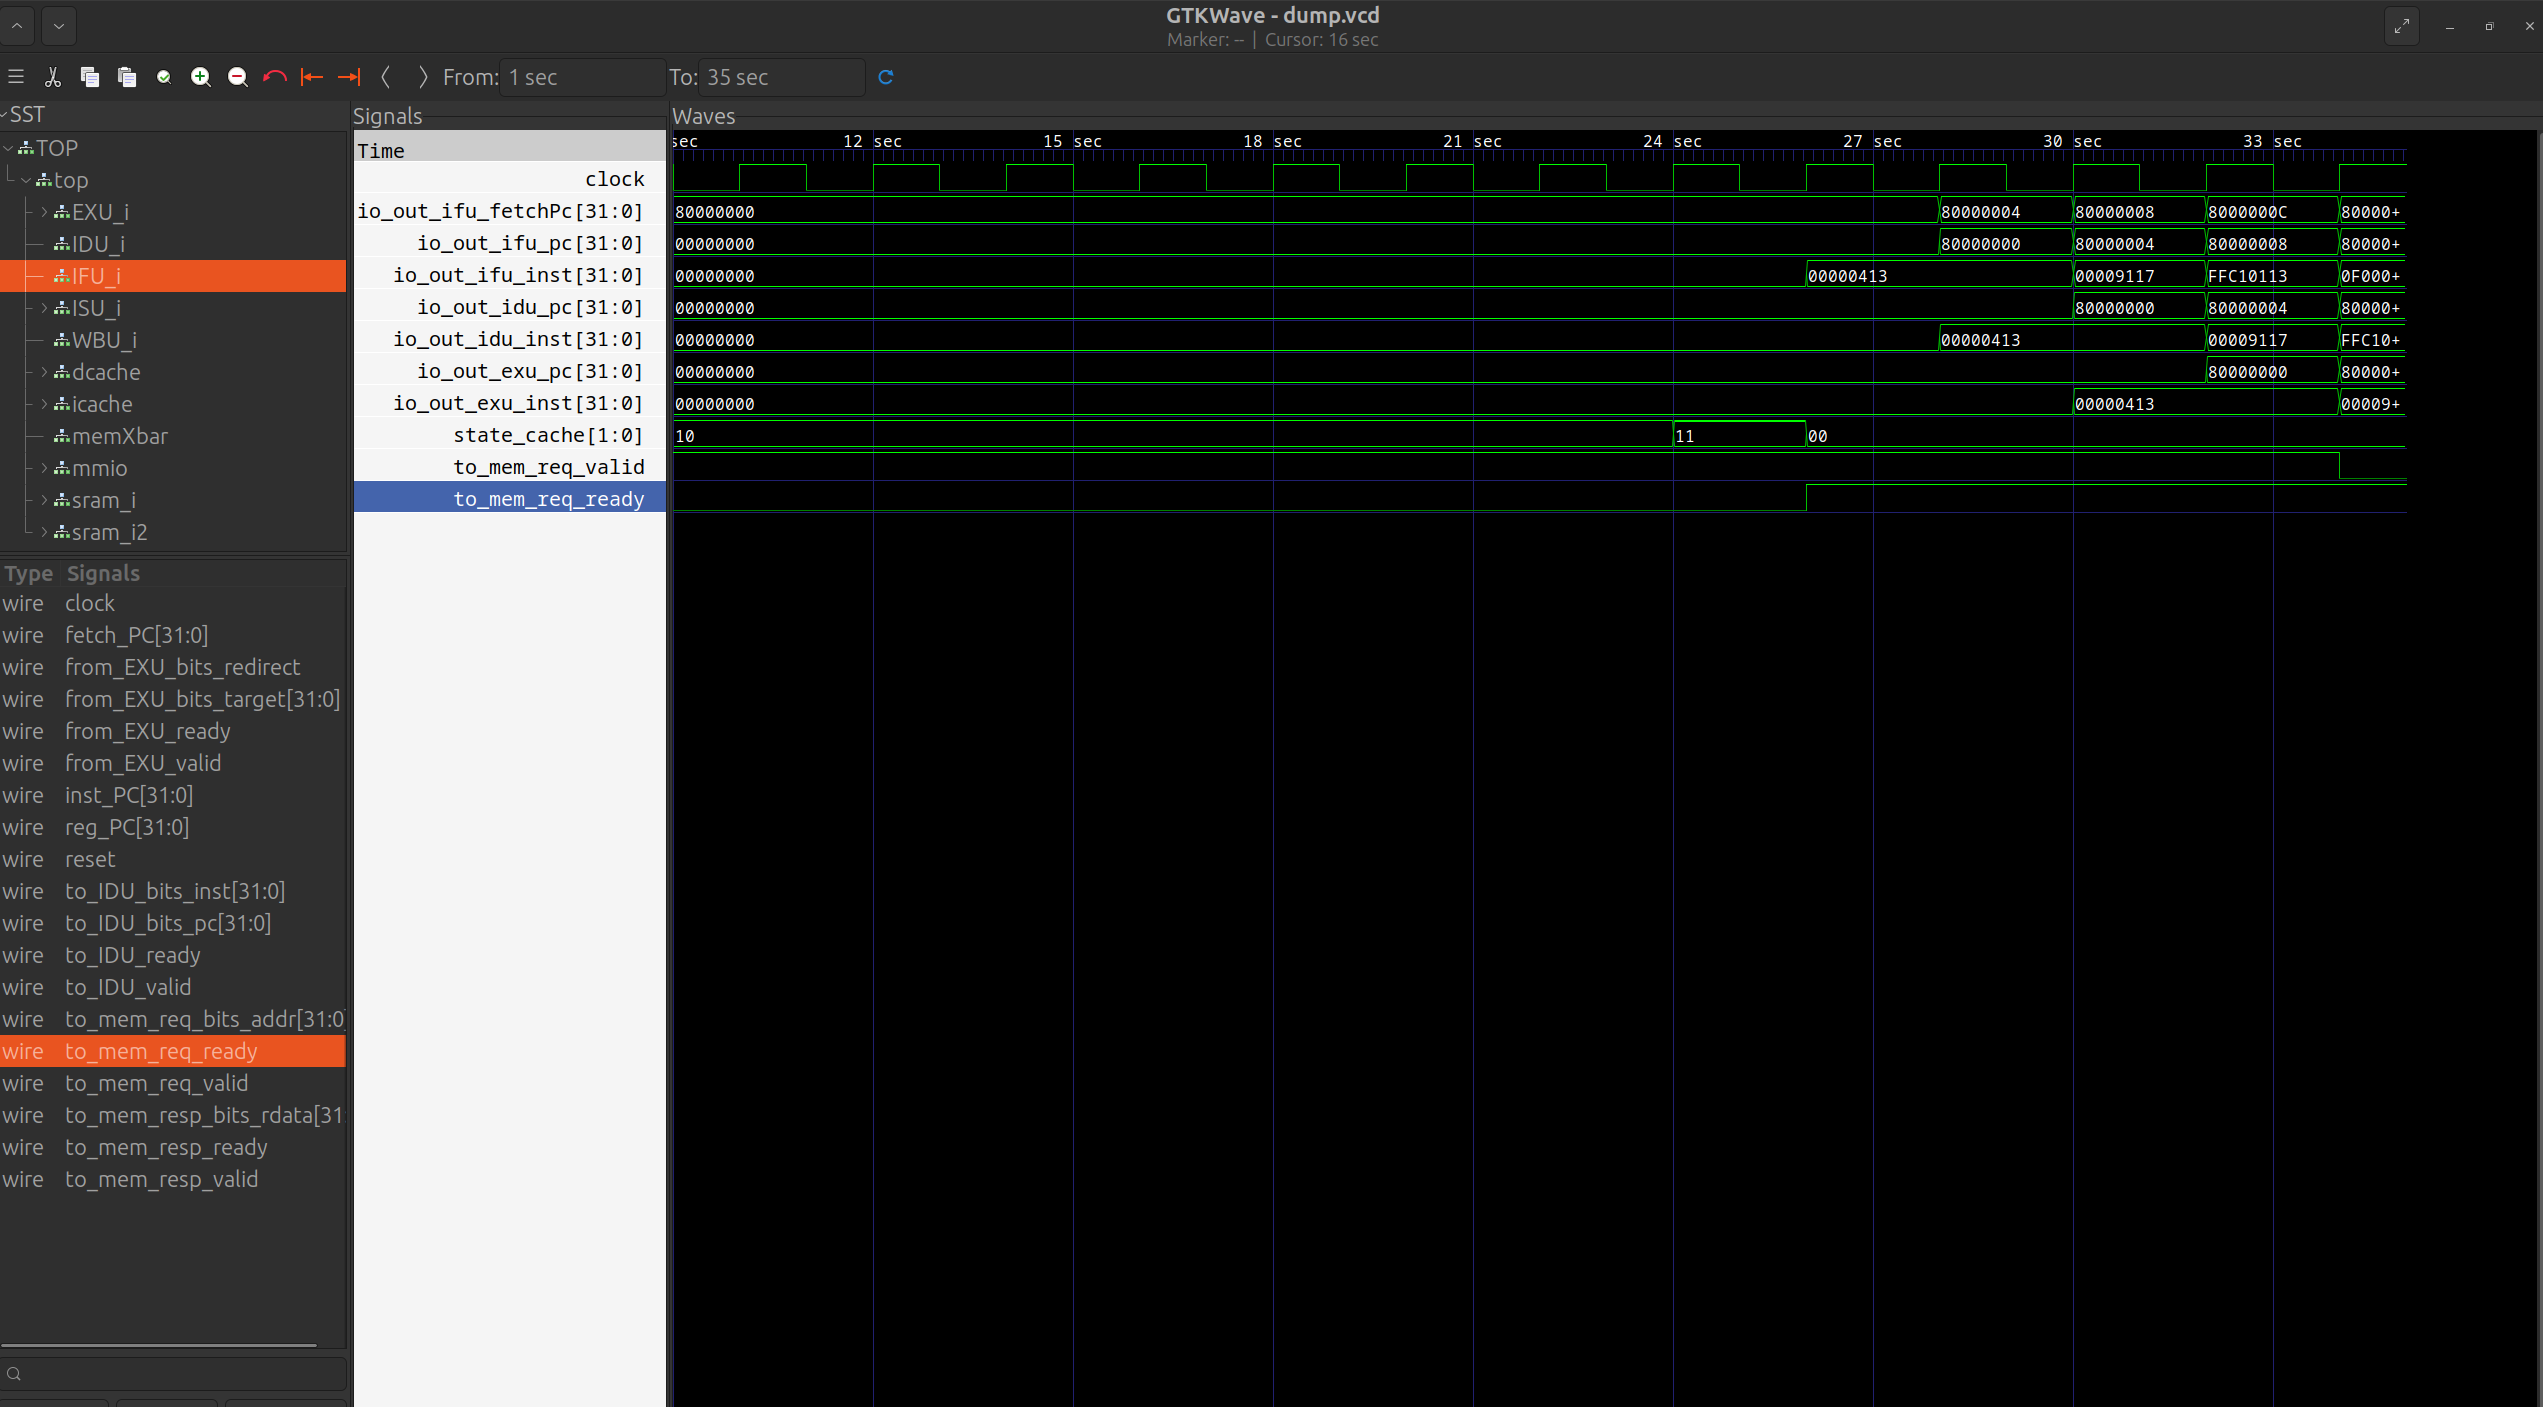 GTKWave - dump.vcd
Marker: -- | Cursor: 16 sec
From: 1 sec To: 35 sec
SST
TOP
top
EXU_i
IDU_i
IFU_i
ISU_i
WBU_i
dcache
icache
memXbar
mmio
sram_i
sram_i2
Type Signals
wire clock
wire fetch_PC[31:0]
wire from_EXU_bits_redirect
wire from_EXU_bits_target[31:0]
wire from_EXU_ready
wire from_EXU_valid
wire inst_PC[31:0]
wire reg_PC[31:0]
wire reset
wire to_IDU_bits_inst[31:0]
wire to_IDU_bits_pc[31:0]
wire to_IDU_ready
wire to_IDU_valid
wire to_mem_req_bits_addr[31:0]
wire to_mem_req_ready
wire to_mem_req_valid
wire to_mem_resp_bits_rdata[31:
wire to_mem_resp_ready
wire to_mem_resp_valid
Signals
Time
clock
io_out_ifu_fetchPc[31:0]
io_out_ifu_pc[31:0]
io_out_ifu_inst[31:0]
io_out_idu_pc[31:0]
io_out_idu_inst[31:0]
io_out_exu_pc[31:0]
io_out_exu_inst[31:0]
state_cache[1:0]
to_mem_req_valid
to_mem_req_ready
Waves
sec 12 sec 15 sec 18 sec 21 sec 24 sec 27 sec 30 sec 33 sec
80000000 80000004 80000008 8000000C 80000+
00000000 80000000 80000004 80000008 80000+
00000000 00000413 00009117 FFC10113 0F000+
00000000 80000000 80000004 80000+
00000000 00000413 00009117 FFC10+
00000000 80000000 80000+
00000000 00000413 00009+
10 11 00